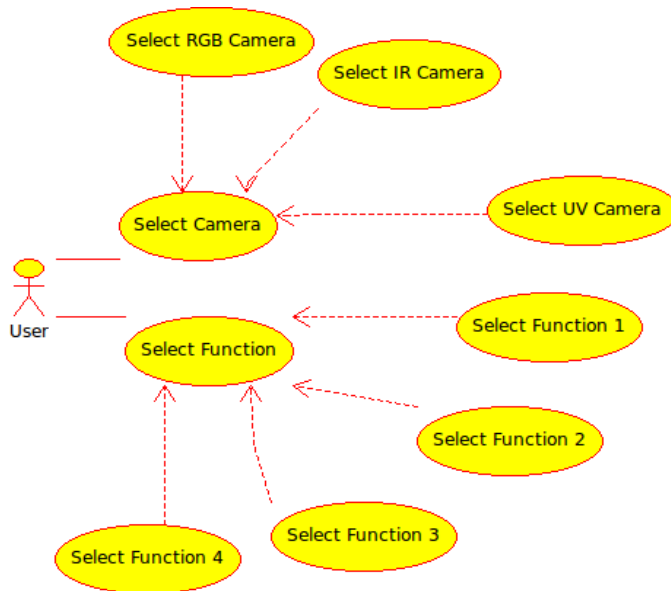 Select RGB Camera
Select IR Camera
Select UV Camera
Select Camera
User
Select Function 1
Select Function
Select Function 2
Select Function 3
Select Function 4